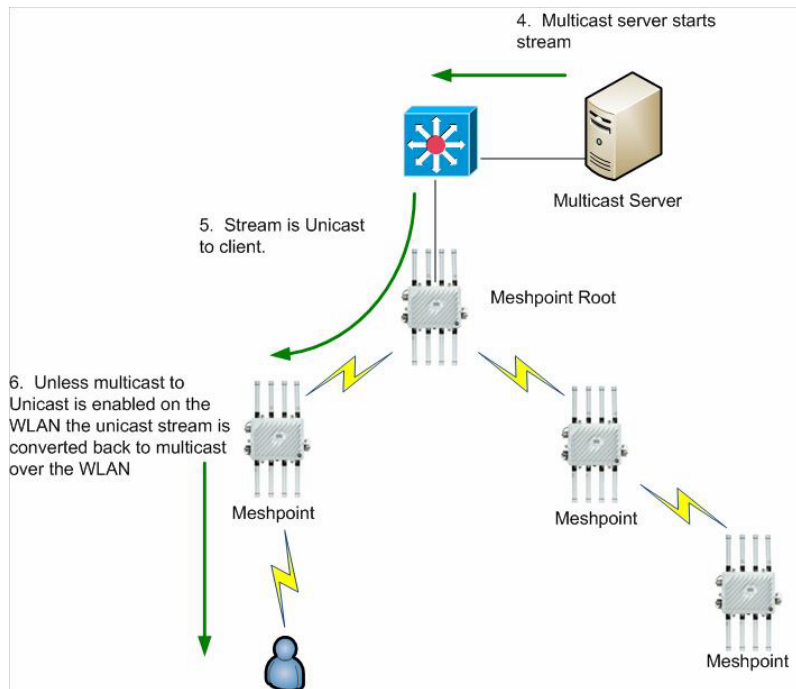 4. Multicast server starts
stream
Multicast Server
5. Stream is Unicast
to client.
Meshpoint Root
6. Unless multicast to
Unicast is enabled on the
WLAN the unicast stream is
converted back to multicast
over the WLAN
Meshpoint
Meshpoint
Meshpoint